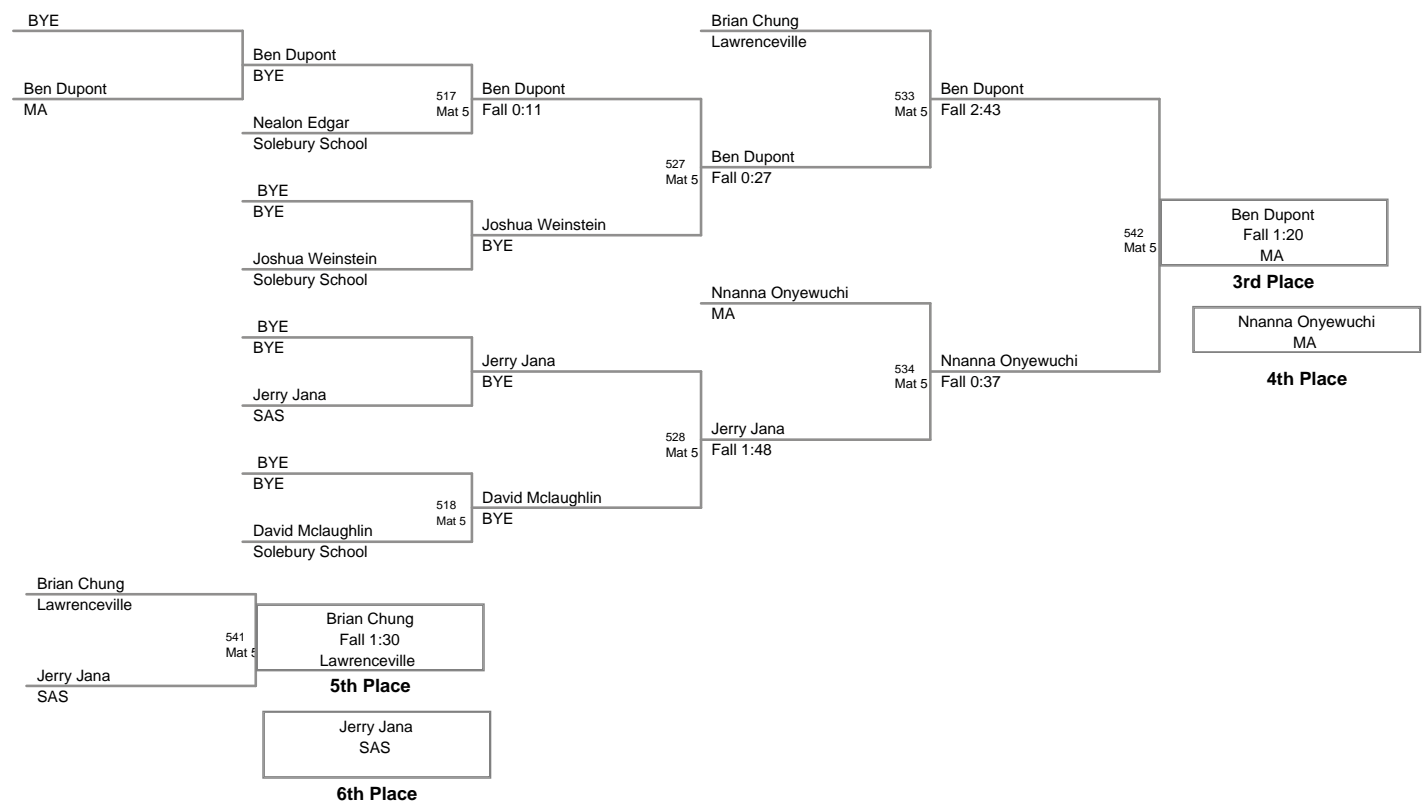 BYE
Ben Dupont
MA
Ben Dupont
BYE
Nealon Edgar
Solebury School
517
Mat 5
Ben Dupont
Fall 0:11
BYE
BYE
Joshua Weinstein
Solebury School
Joshua Weinstein
BYE
527
Mat 5
Ben Dupont
Fall 0:27
Brian Chung
Lawrenceville
533
Mat 5
Ben Dupont
Fall 2:43
BYE
BYE
Jerry Jana
SAS
Jerry Jana
BYE
BYE
BYE
David Mclaughlin
Solebury School
518
Mat 5
David Mclaughlin
BYE
528
Mat 5
Jerry Jana
Fall 1:48
Nnanna Onyewuchi
MA
534
Mat 5
Nnanna Onyewuchi
Fall 0:37
542
Mat 5
Ben Dupont
Fall 1:20
MA
3rd Place
Nnanna Onyewuchi
MA
4th Place
Brian Chung
Lawrenceville
Jerry Jana
SAS
541
Mat 5
Brian Chung
Fall 1:30
Lawrenceville
5th Place
Jerry Jana
SAS
6th Place